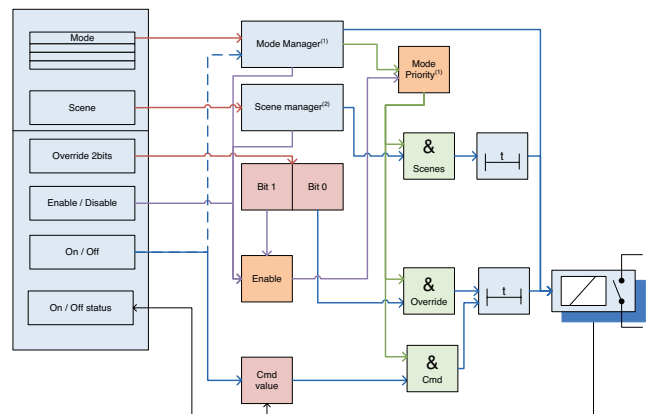 Mode
Mode Manager(1)
Mode
Priority(1)
Scene
Scene manager(2)
&
Scenes
t
Override 2bits
Bit 1
Bit 0
Enable / Disable
On / Off
Enable
&
Override
t
On / Off status
Cmd
value
&
Cmd